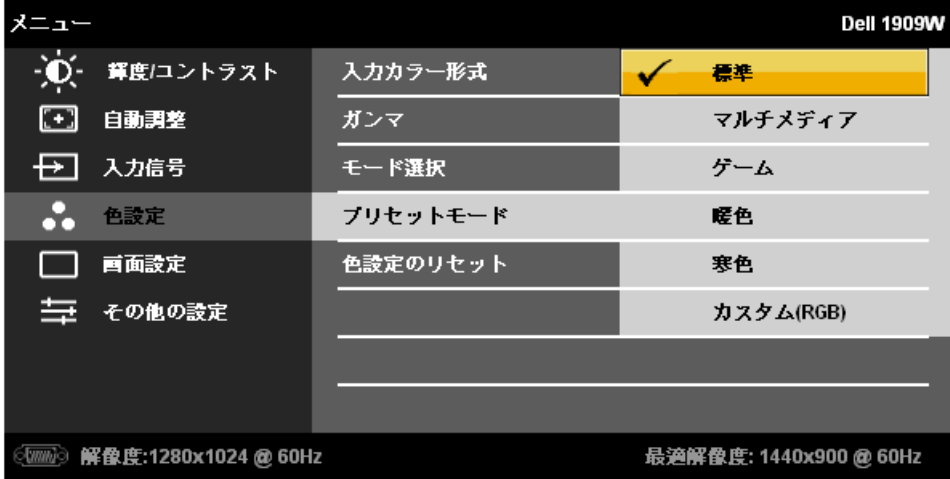 メニュー Dell 1909W
輝度/コントラスト 入力カラー形式 標準
自動調整 ガンマ マルチメディア
入力信号 モード選択 ゲーム
色設定 プリセットモード 暖色
画面設定 色設定のリセット 寒色
その他の設定 カスタム(RGB)
解像度:1280x1024 @ 60Hz 最適解像度: 1440x900 @ 60Hz